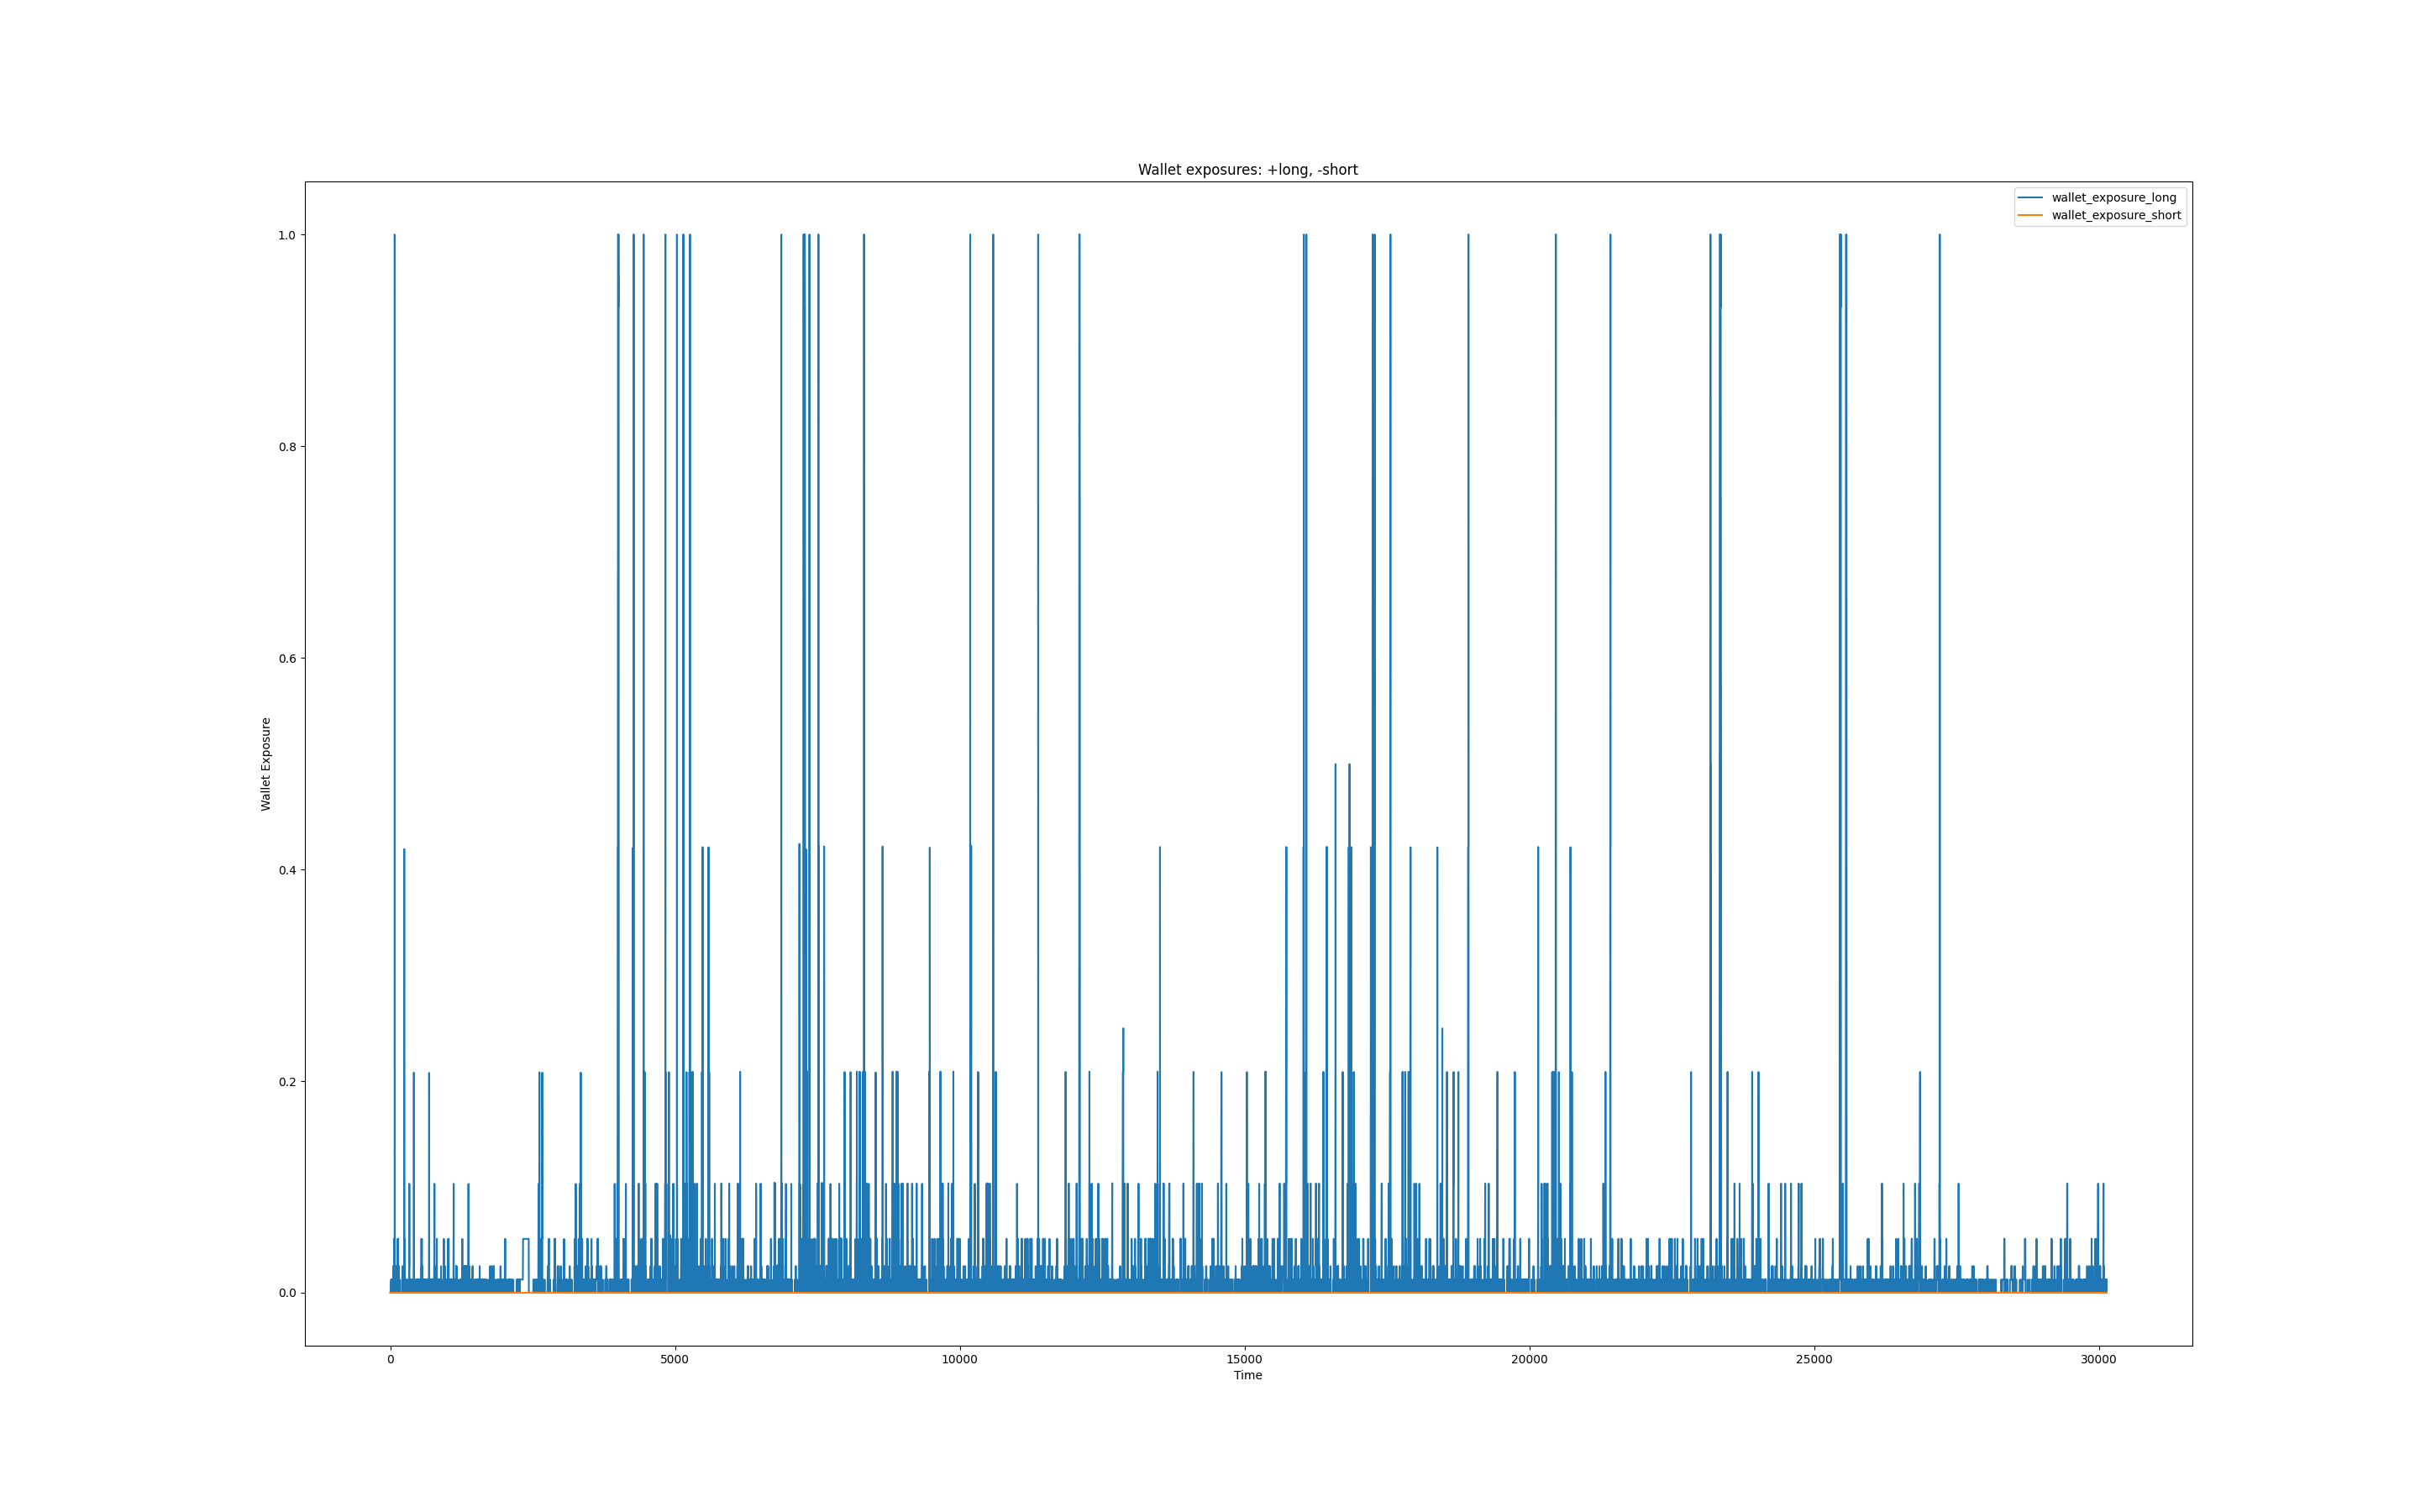 Wallet exposures: +long, -short
wallet_exposure_long
wallet_exposure_short
1.0
0.8
0.6
0.4
0.2
0.0
Wallet Exposure
0 5000 10000 15000 20000 25000 30000
Time